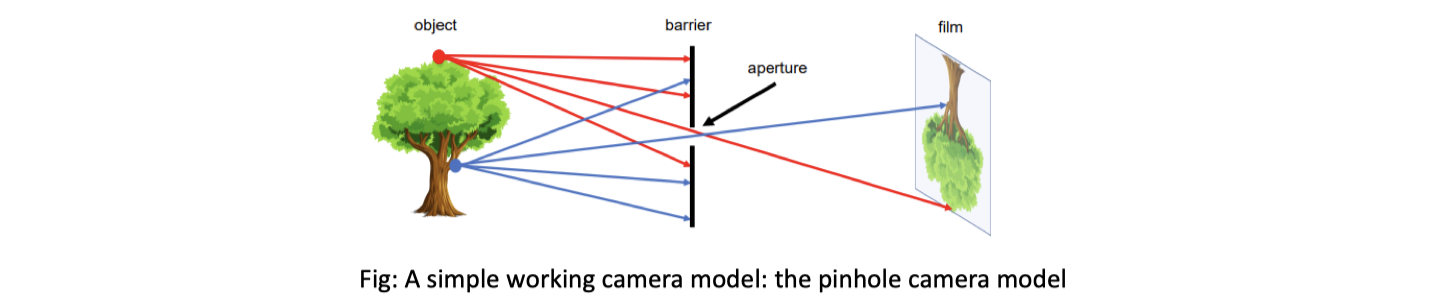 object
barrier
film
aperture
Fig: A simple working camera model: the pinhole camera model